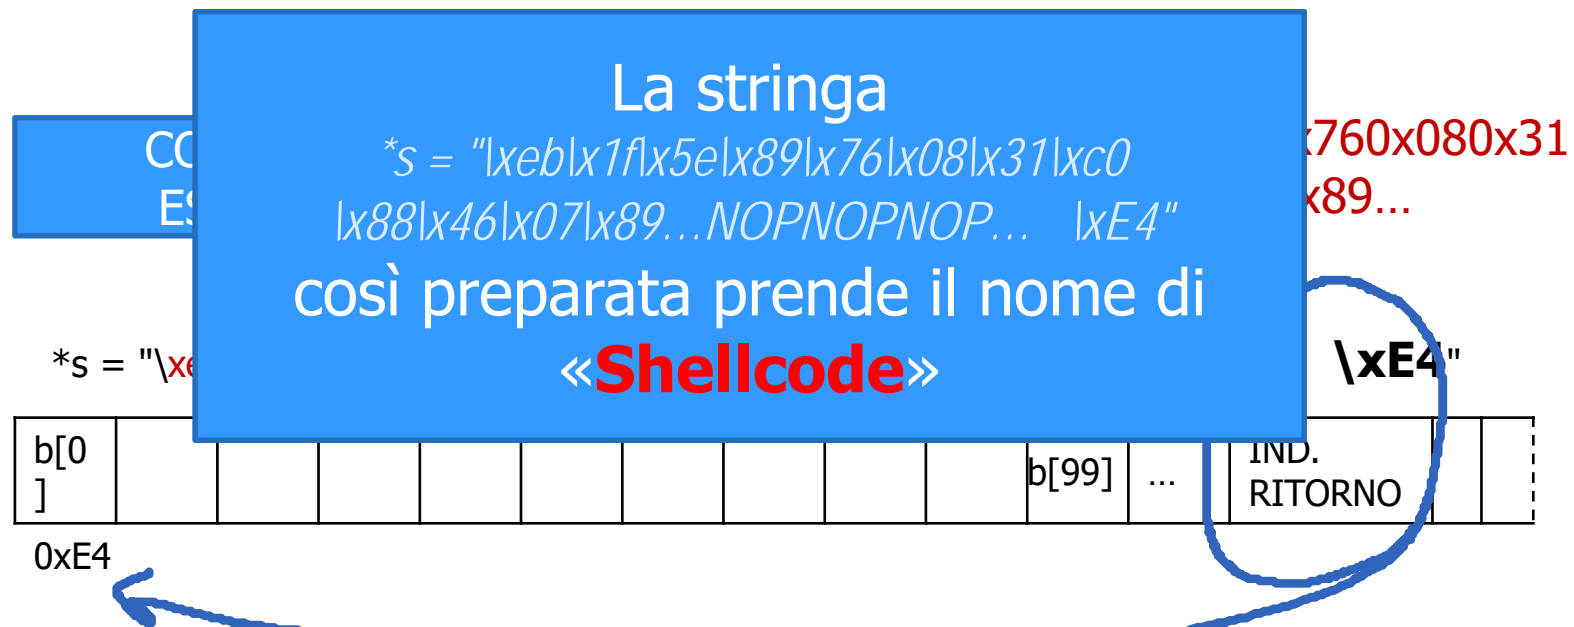 La stringa
*s = "\xeb\x1f\x5e\x89\x76\x08\x31\xc0
\x88\x46\x07\x89...NOPNOPNOP... \xE4"
così preparata prende il nome di
«Shellcode»
x760x080x31
x89...
*s = "\xe
\xE4"
b[0
]
b[99]
...
IND.
RITORNO
0xE4